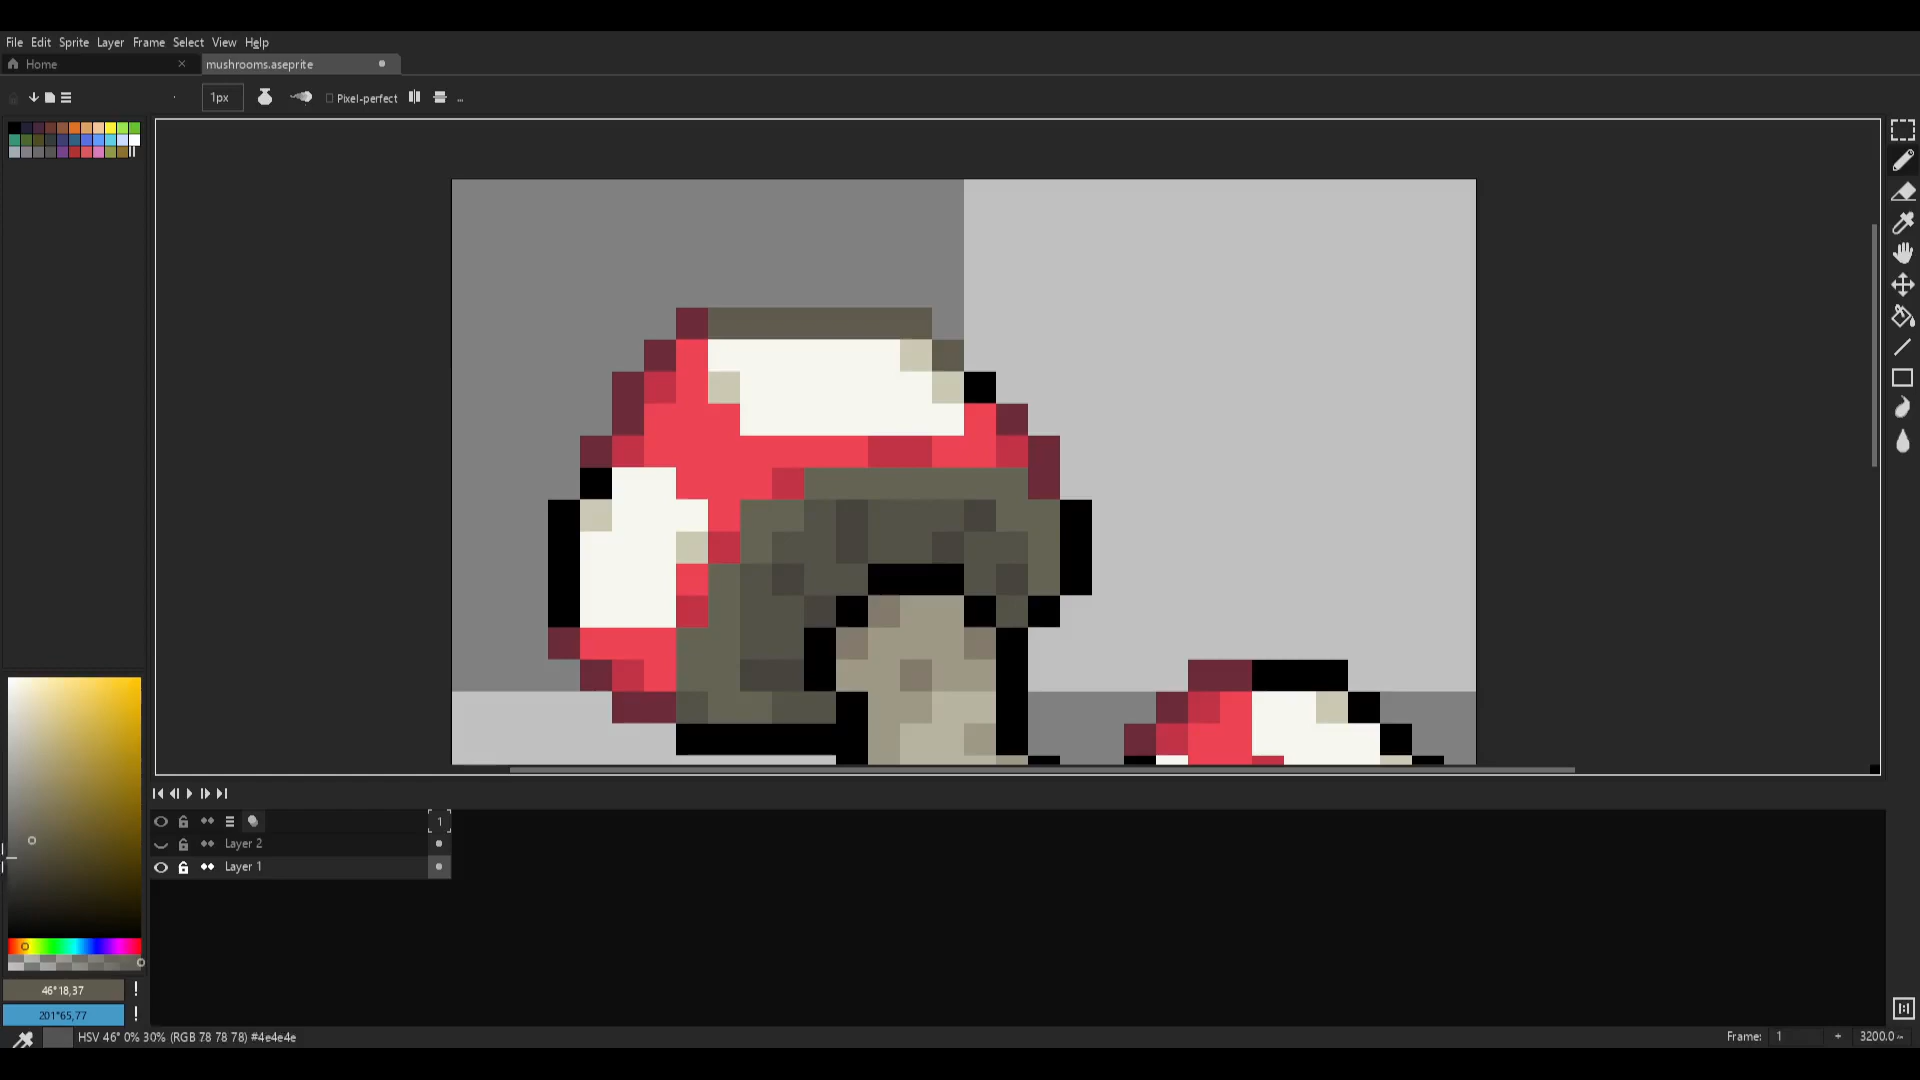 File Edit Sprite Layer Frame Select View Help
Home
mushrooms.aseprite
1px
Pixel-perfect
...
1
Layer 2
Layer 1
46°18,37 !
201°65,77 !
HSV 46° 0% 30% (RGB 78 78 78) #4e4e4e
Frame: 1 + 3200.0